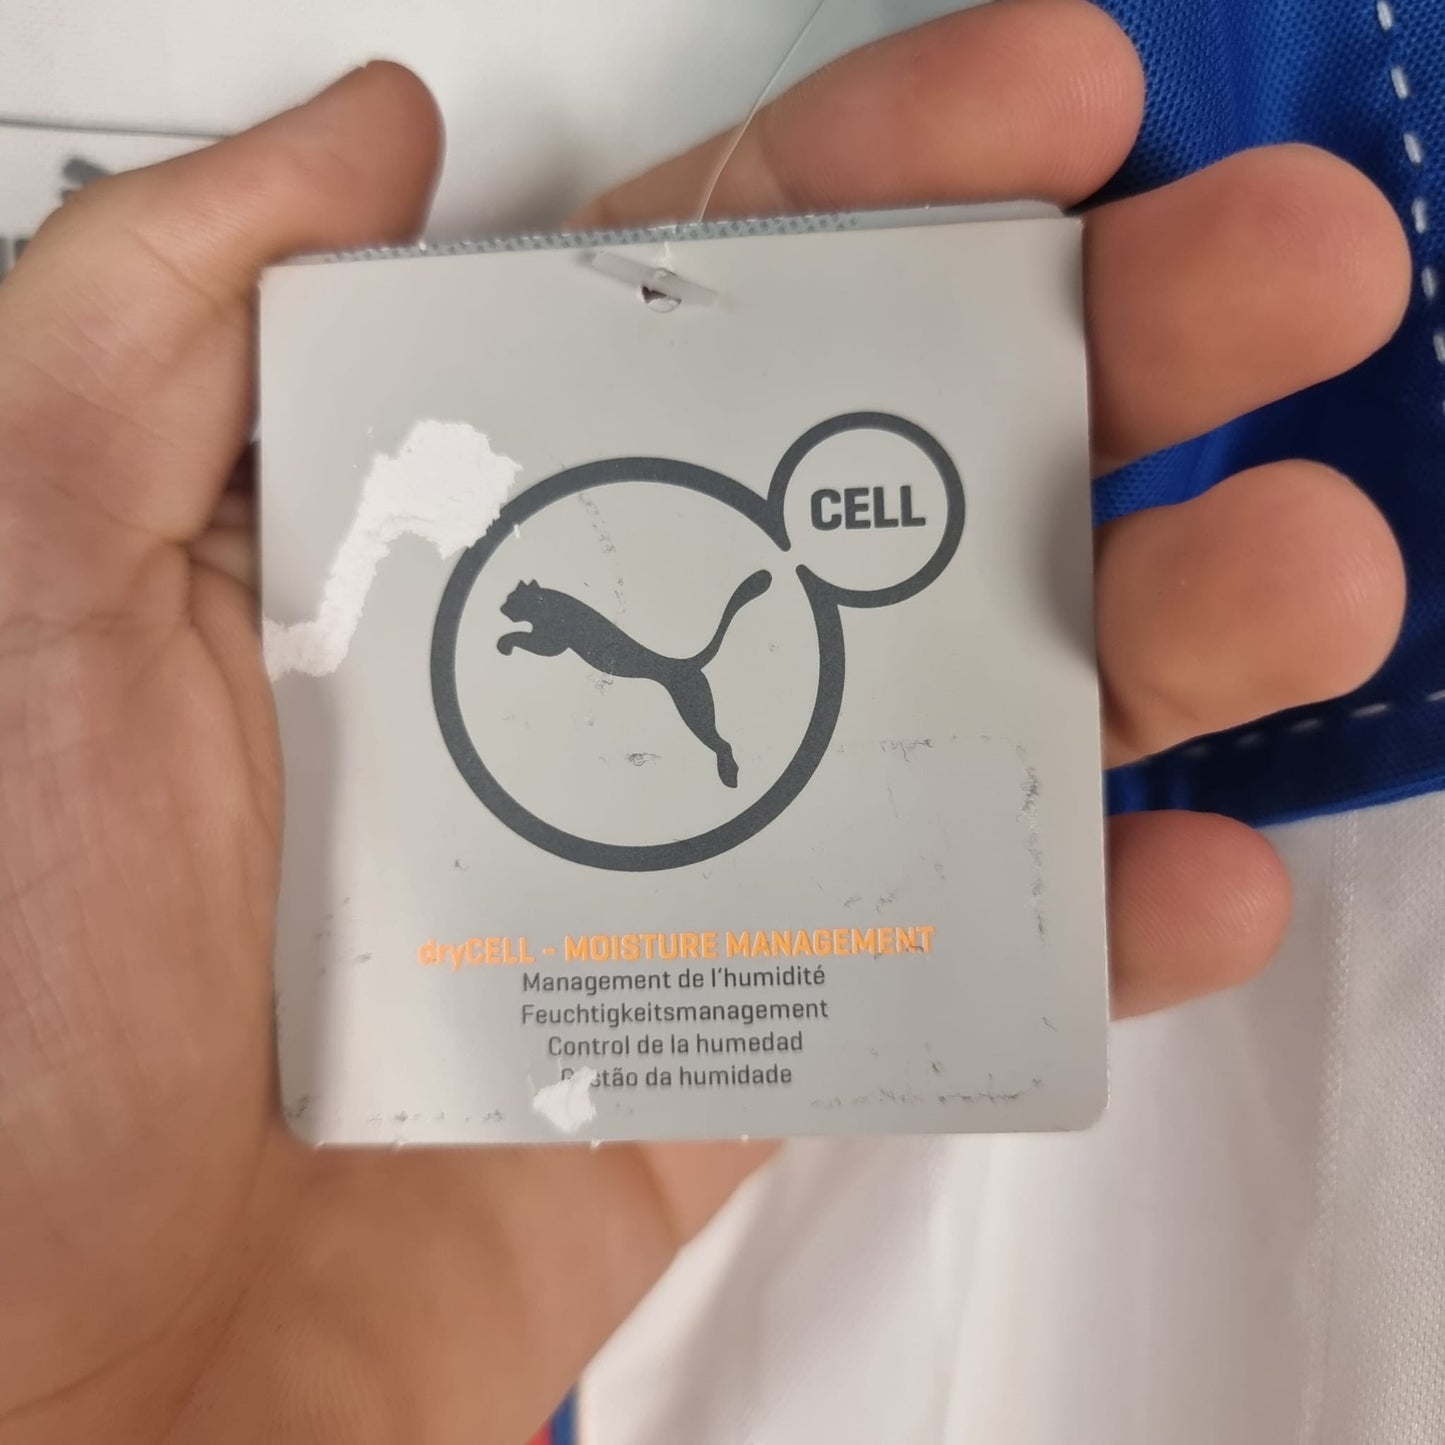 CELL
dryCELL - MOISTURE MANAGEMENT
Management de l'humidité
Feuchtigkeitsmanagement
Control de la humedad
da humidade